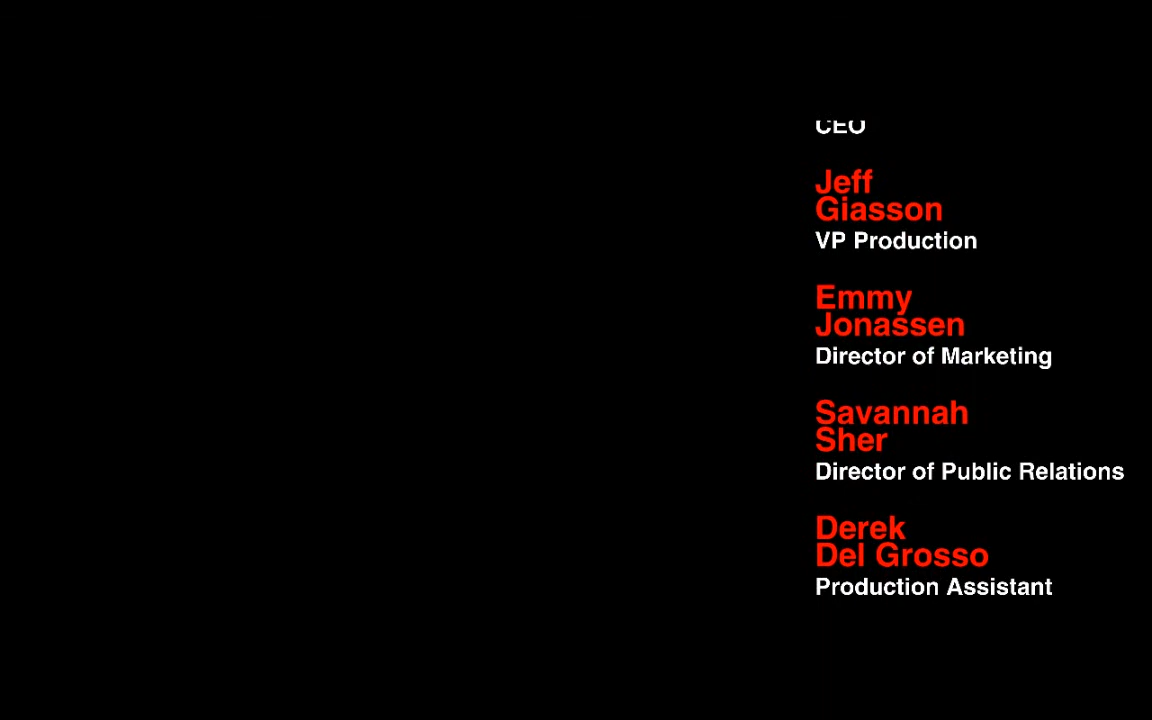 CEO
Jeff
Giasson
VP Production
Emmy
Jonassen
Director of Marketing
Savannah
Sher
Director of Public Relations
Derek
Del Grosso
Production Assistant